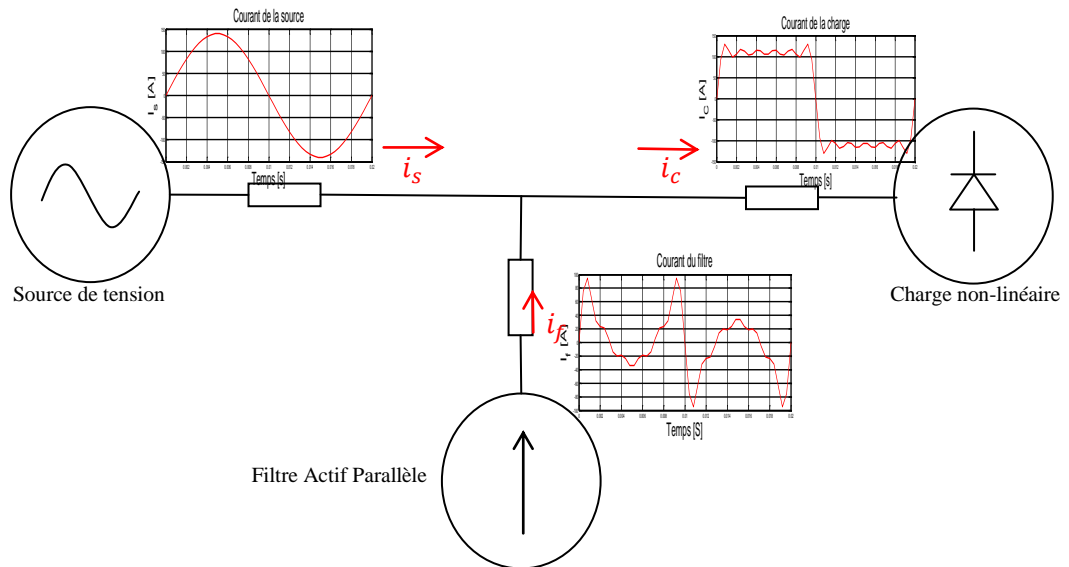 Courant de la source
I_s [A]
Temps [s]
i_s
Courant de la charge
I_C [A]
Temps [s]
i_c
Source de tension
Charge non-linéaire
Courant du filtre
I_f [A]
Temps [S]
i_f
Filtre Actif Parallèle